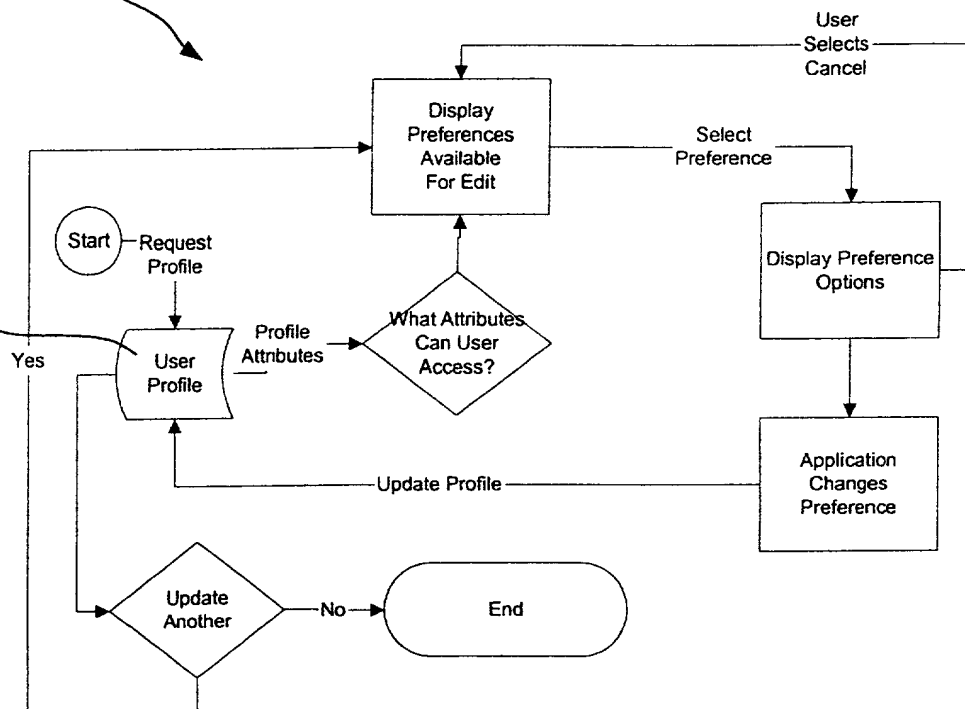 User
Selects
Cancel
Display
Preferences
Available
For Edit
Select
Preference
Start
Request
Profile
Display Preference
Options
What Attributes
Can User
Access?
Profile
Attributes
User
Profile
Yes
Application
Changes
Preference
Update Profile
Update
Another
No
End